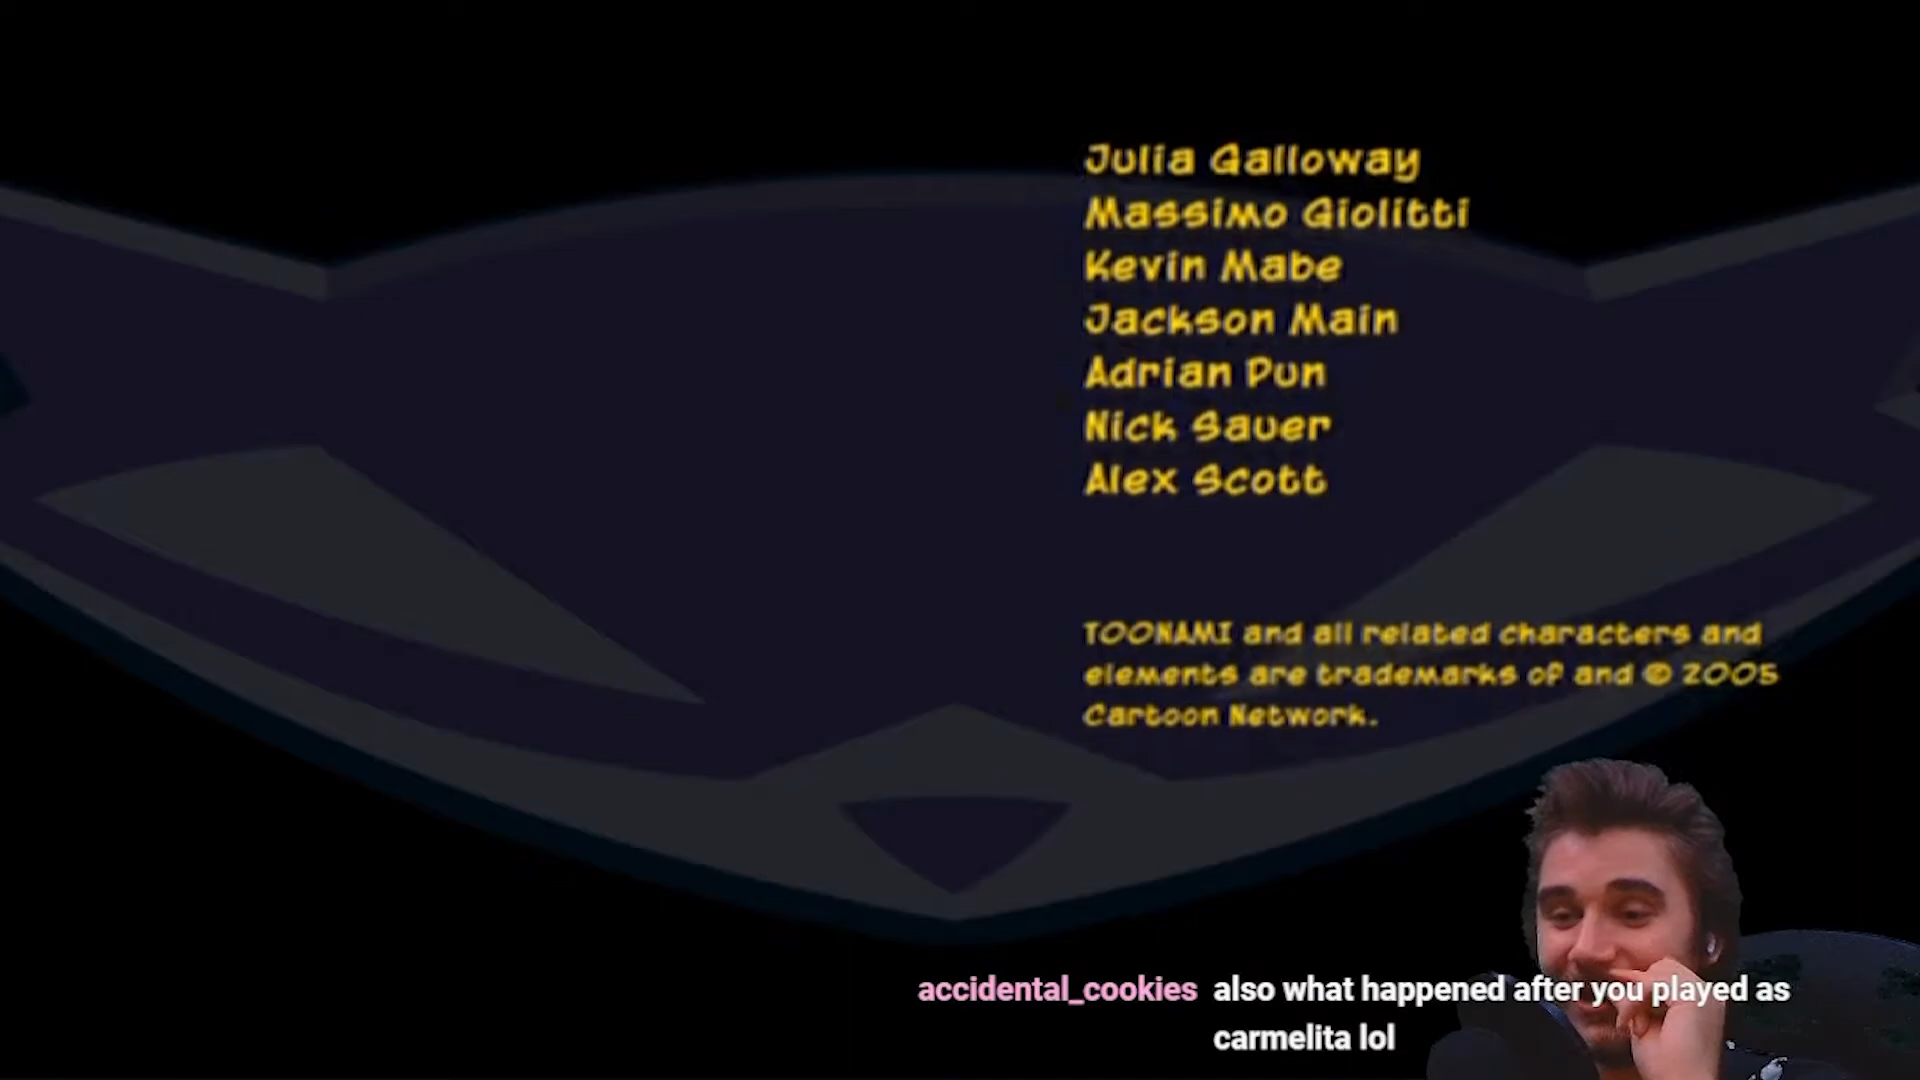 Julia Galloway
Massimo Giolitti
Kevin Mabe
Jackson Main
Adrian Pun
Nick Sauer
Alex Scott
TOONAMI and all related characters and
elements are trademarks of and © 2005
Cartoon Network.
accidental_cookies also what happened after you played as
carmelita lol